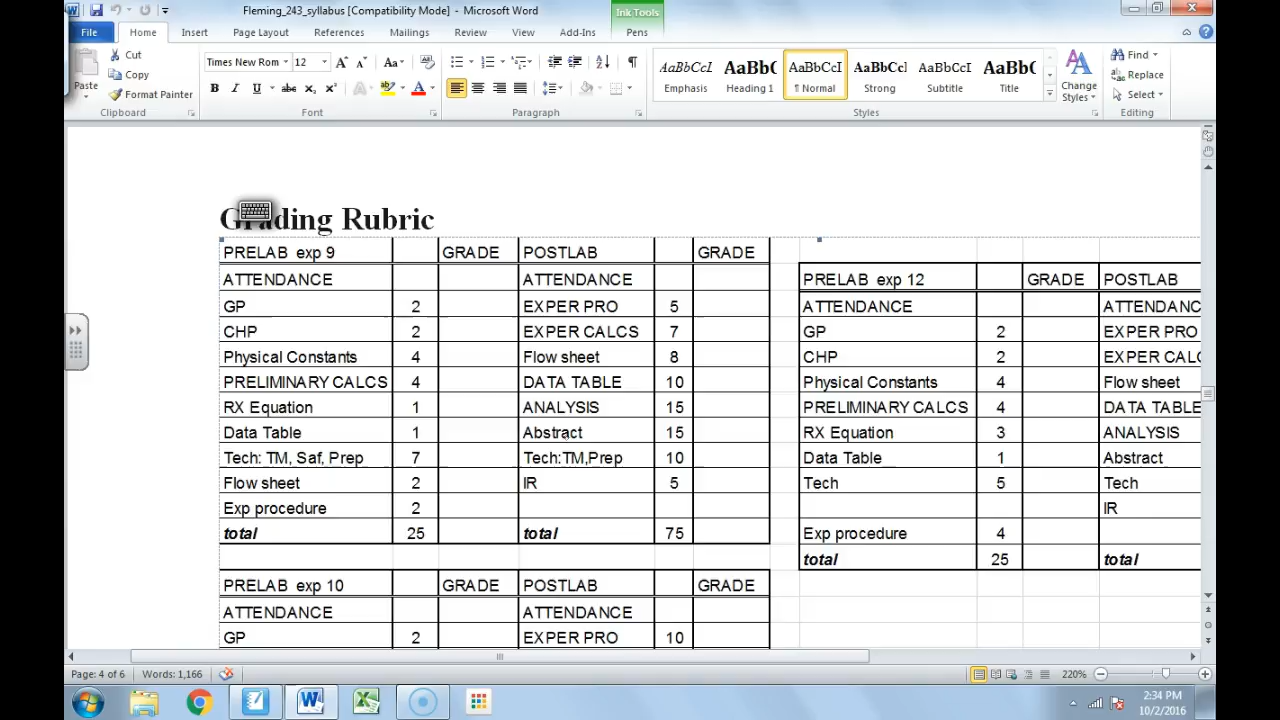 Fleming_243_syllabus [Compatibility Mode] - Microsoft Word
Ink Tools
File Home Insert Page Layout References Mailings Review View Add-Ins Pens
Cut
Copy
Format Painter
Paste
Clipboard
Times New Rom 12
Font
Paragraph
AaBbCcI AaBbC AaBbCcI AaBbCcI AaBbCcI AaBbC
Emphasis Heading 1 ¶ Normal Strong Subtitle Title
Change Styles
Styles
Find
Replace
Select
Editing
Grading Rubric
PRELAB exp 9 GRADE POSTLAB GRADE
ATTENDANCE ATTENDANCE
GP 2 EXPER PRO 5
CHP 2 EXPER CALCS 7
Physical Constants 4 Flow sheet 8
PRELIMINARY CALCS 4 DATA TABLE 10
RX Equation 1 ANALYSIS 15
Data Table 1 Abstract 15
Tech: TM, Saf, Prep 7 Tech:TM,Prep 10
Flow sheet 2 IR 5
Exp procedure 2
total 25 total 75
PRELAB exp 10 GRADE POSTLAB GRADE
ATTENDANCE ATTENDANCE
GP 2 EXPER PRO 10
PRELAB exp 12 GRADE POSTLAB
ATTENDANCE ATTENDANC
GP 2 EXPER PRO
CHP 2 EXPER CALC
Physical Constants 4 Flow sheet
PRELIMINARY CALCS 4 DATA TABLE
RX Equation 3 ANALYSIS
Data Table 1 Abstract
Tech 5 Tech
IR
Exp procedure 4
total 25 total
Page: 4 of 6 Words: 1,166 220%
2:34 PM
10/2/2016